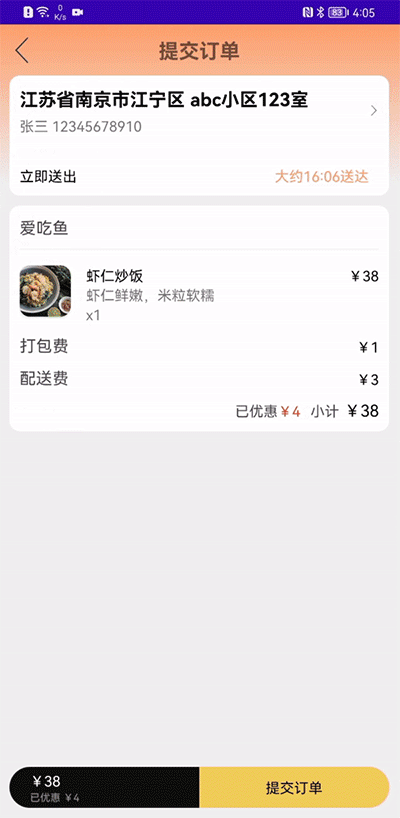 0
K/s
83
4:05
提交订单
江苏省南京市江宁区 abc小区123室
张三 12345678910
立即送出 大约16:06送达
爱吃鱼
虾仁炒饭 ￥38
虾仁鲜嫩，米粒软糯
x1
打包费 ￥1
配送费 ￥3
已优惠￥4 小计 ￥38
￥38
已优惠 ￥4
提交订单